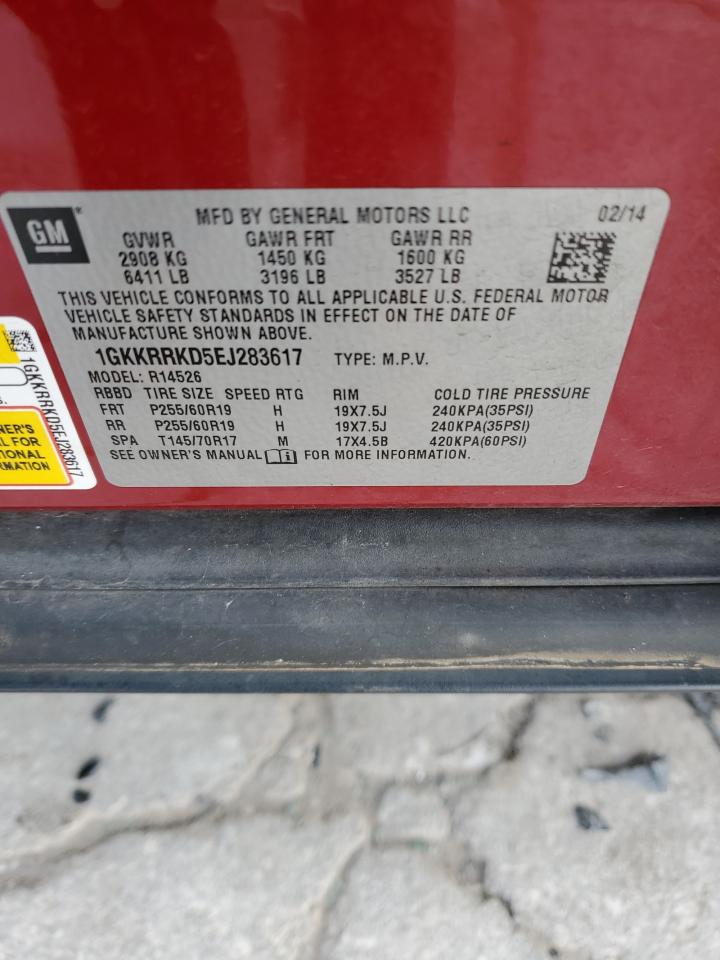 GM
MFD BY GENERAL MOTORS LLC 02/14
GVWR GAWR FRT GAWR RR
2908 KG 1450 KG 1600 KG
6411 LB 3196 LB 3527 LB
THIS VEHICLE CONFORMS TO ALL APPLICABLE U.S. FEDERAL MOTOR
VEHICLE SAFETY STANDARDS IN EFFECT ON THE DATE OF
MANUFACTURE SHOWN ABOVE.
1GKKRRKD5EJ283617 TYPE: M.P.V.
MODEL: R14526
RBBD TIRE SIZE SPEED RTG RIM COLD TIRE PRESSURE
FRT P255/60R19 H 19X7.5J 240KPA(35PSI)
RR P255/60R19 H 19X7.5J 240KPA(35PSI)
SPA T145/70R17 M 17X4.5B 420KPA(60PSI)
SEE OWNER'S MANUAL FOR MORE INFORMATION.
1GKKRRKD5EJ283617
FOR